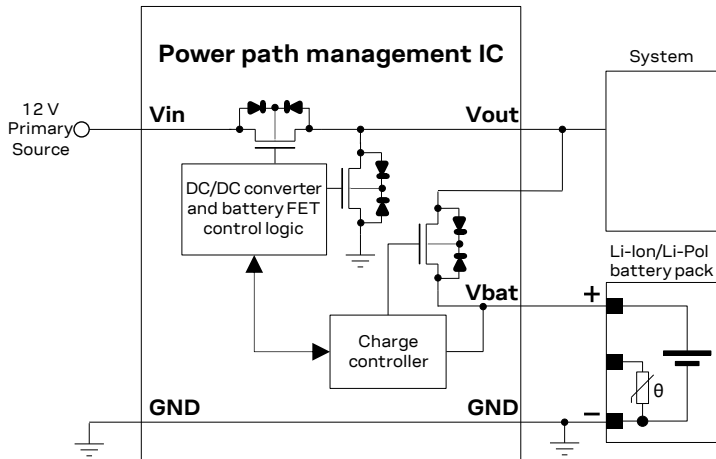 Power path management IC
System
12 V
Primary
Source
Vin
Vout
DC/DC converter
and battery FET
control logic
Li-Ion/Li-Pol
battery pack
Vbat
+
Charge
controller
θ
GND
GND
−